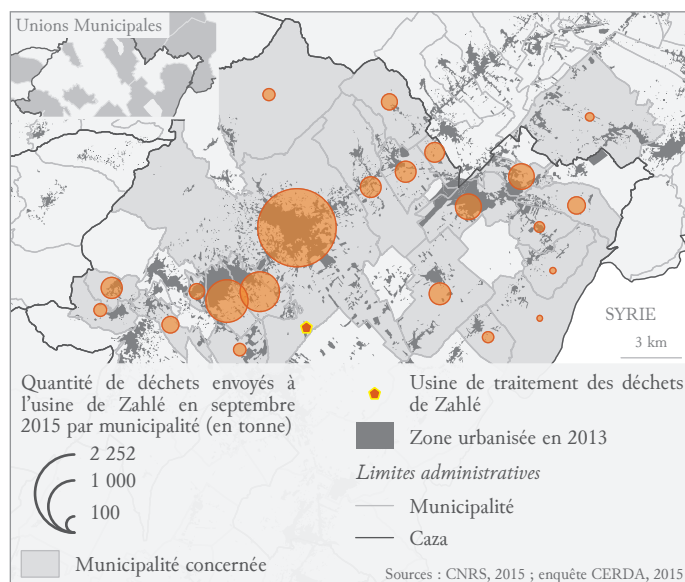 Unions Municipales
SYRIE
3 km
Quantité de déchets envoyés à
l'usine de Zahlé en septembre
2015 par municipalité (en tonne)
2 252
1 000
100
Municipalité concernée
Usine de traitement des déchets
de Zahlé
Zone urbanisée en 2013
Limites administratives
Municipalité
Caza
Sources : CNRS, 2015 ; enquête CERDA, 2015